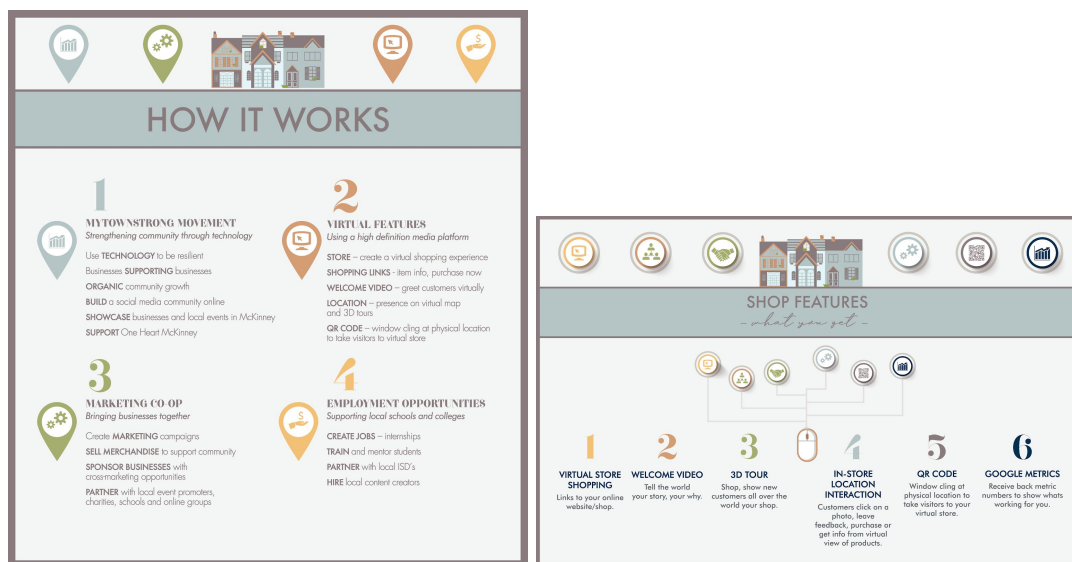 HOW IT WORKS
1
MYTOWNSTRONG MOVEMENT
Strengthening community through technology
Use TECHNOLOGY to be resilient
Businesses SUPPORTING businesses
ORGANIC community growth
BUILD a social media community online
SHOWCASE businesses and local events in McKinney
SUPPORT One Heart McKinney
2
VIRTUAL FEATURES
Using a high definition media platform
STORE – create a virtual shopping experience
SHOPPING LINKS - item info, purchase now
WELCOME VIDEO – greet customers virtually
LOCATION – presence on virtual map
and 3D tours
QR CODE – window cling at physical location
to take visitors to virtual store
3
MARKETING CO-OP
Bringing businesses together
Create MARKETING campaigns
SELL MERCHANDISE to support community
SPONSOR BUSINESSES with
cross-marketing opportunities
PARTNER with local event promoters,
charities, schools and online groups
4
EMPLOYMENT OPPORTUNITIES
Supporting local schools and colleges
CREATE JOBS – internships
TRAIN and mentor students
PARTNER with local ISD's
HIRE local content creators
SHOP FEATURES
– what you get –
1
VIRTUAL STORE
SHOPPING
Links to your online
website/shop.
2
WELCOME VIDEO
Tell the world
your story, your why.
3
3D TOUR
Shop, show new
customers all over the
world your shop.
4
IN-STORE
LOCATION
INTERACTION
Customers click on a
photo, leave
feedback, purchase or
get info from virtual
view of products.
5
QR CODE
Window cling at
physical location to
take visitors to your
virtual store.
6
GOOGLE METRICS
Receive back metric
numbers to show whats
working for you.